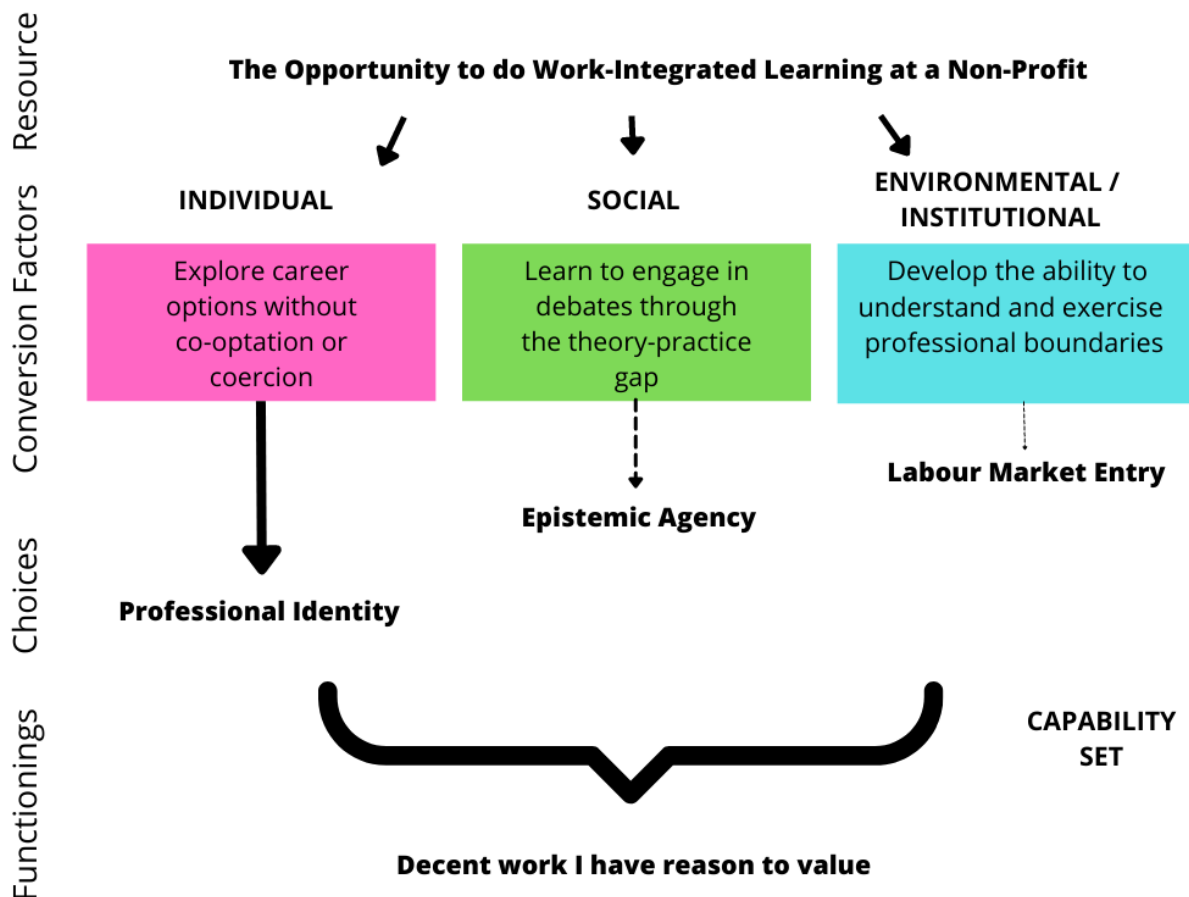 Resource
The Opportunity to do Work-Integrated Learning at a Non-Profit
Conversion Factors
INDIVIDUAL
Explore career
options without
co-optation or
coercion
SOCIAL
Learn to engage in
debates through
the theory-practice
gap
ENVIRONMENTAL /
INSTITUTIONAL
Develop the ability to
understand and exercise
professional boundaries
Choices
Professional Identity
Epistemic Agency
Labour Market Entry
Functionings
CAPABILITY
SET
Decent work I have reason to value